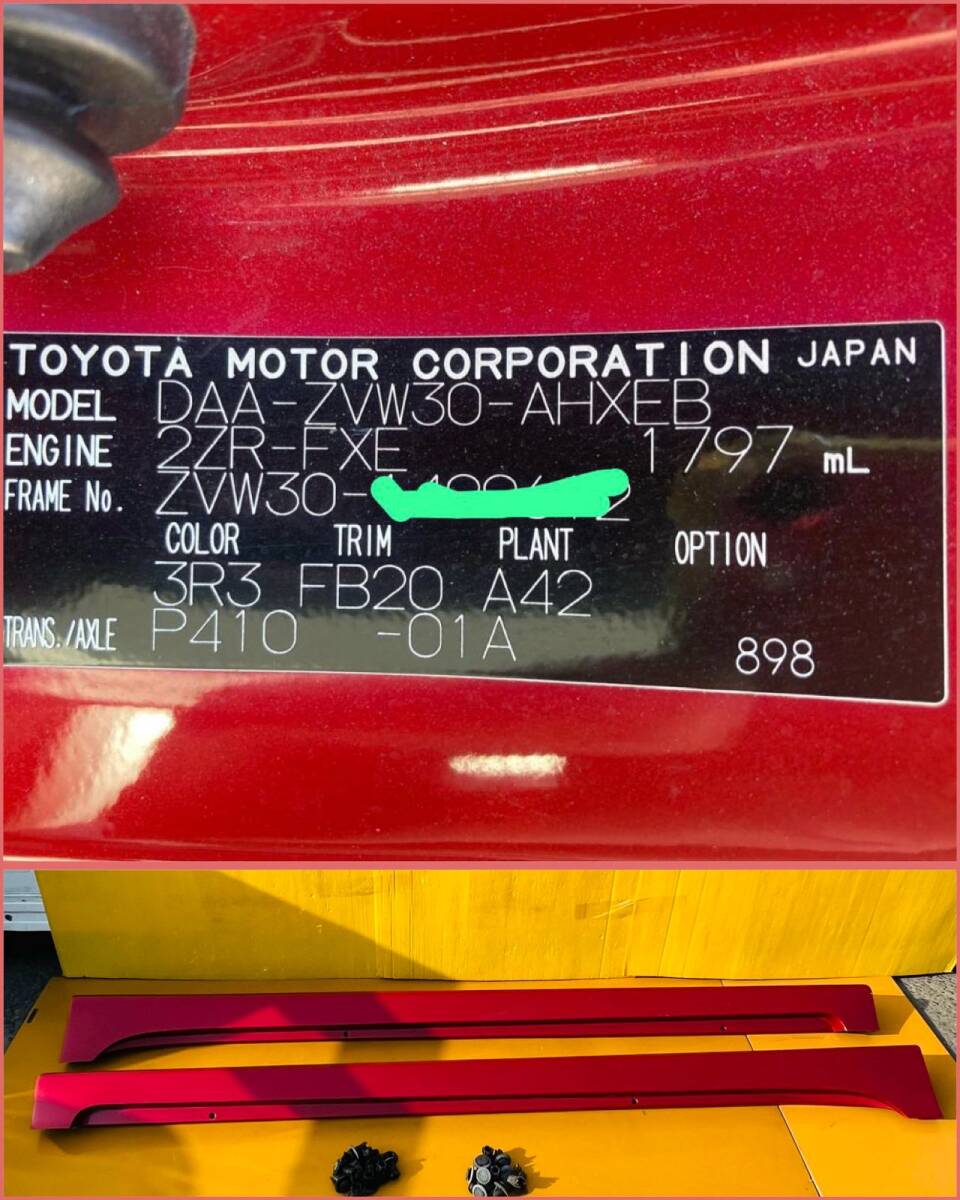 TOYOTA MOTOR CORPORATION JAPAN
MODEL DAA-ZVW30-AHXEB
ENGINE 2ZR-FXE 1797 mL
FRAME No. ZVW30-
COLOR TRIM PLANT OPTION
3R3 FB20 A42
TRANS./AXLE P410 -01A
898